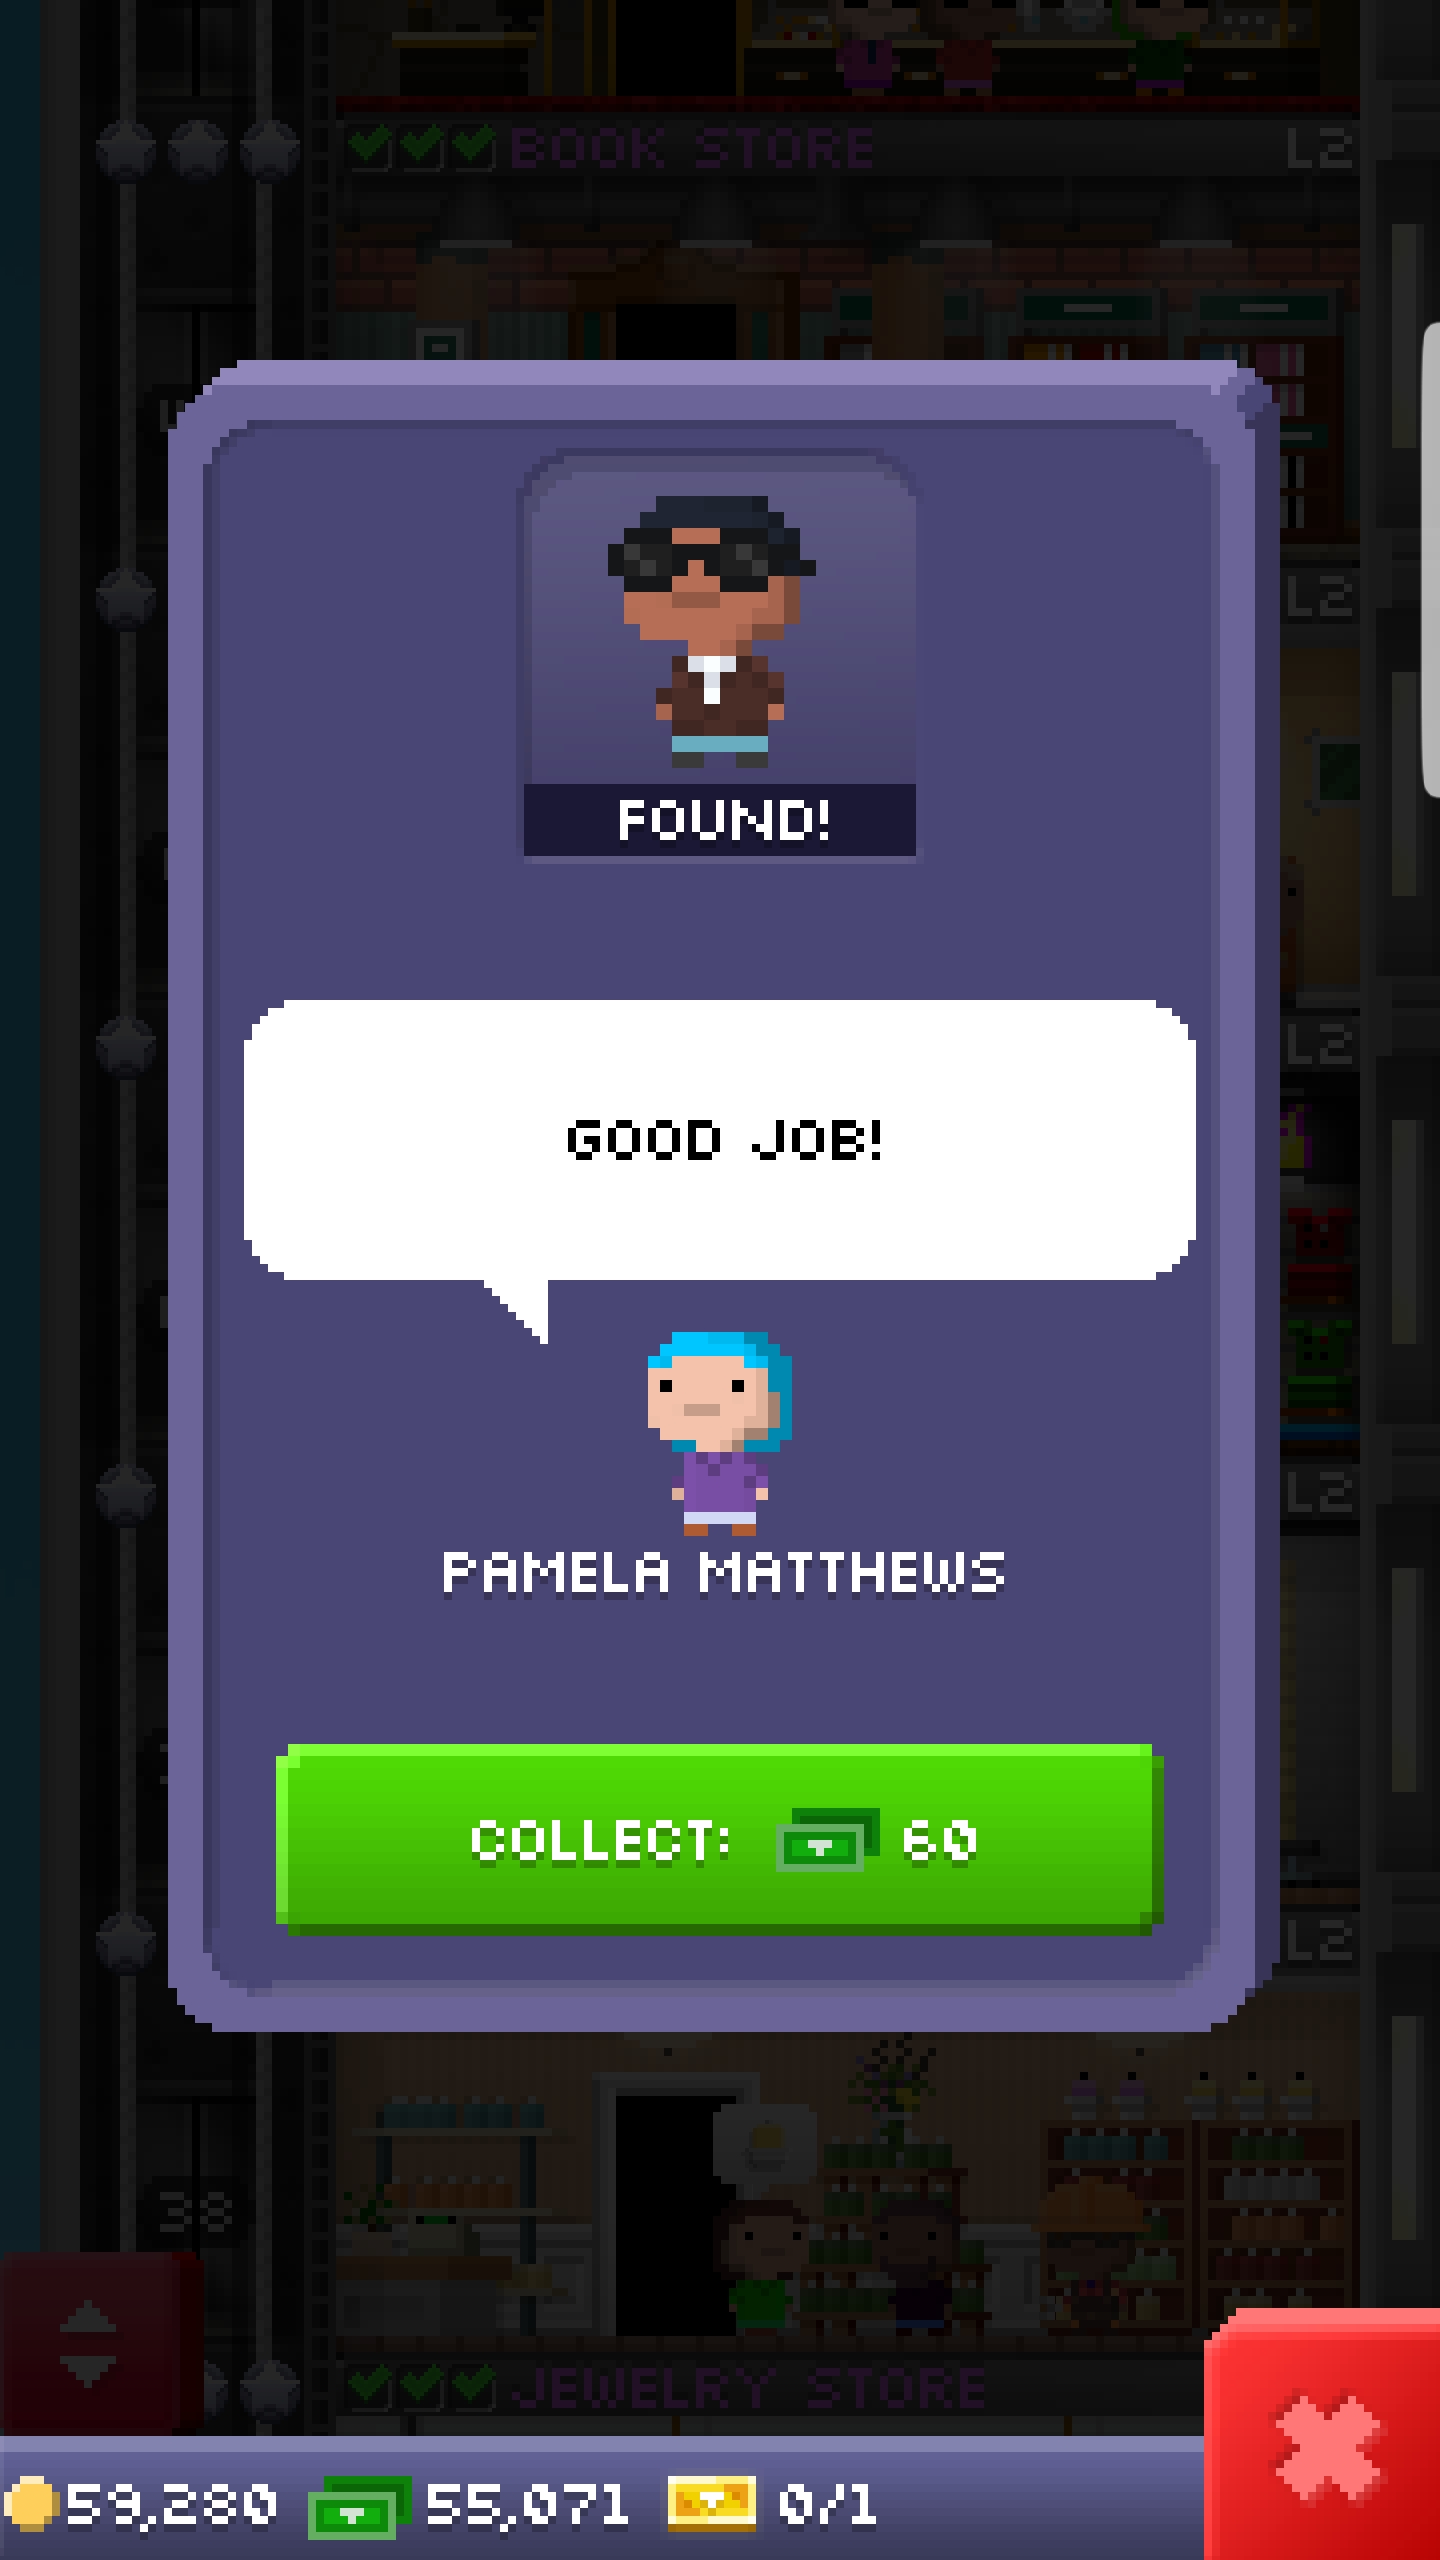 BOOK STORE L2
FOUND!
L2
L2
GOOD JOB!
L2
PAMELA MATTHEWS
COLLECT: 60
L2
38
JEWELRY STORE
59,280 55,071 0/1